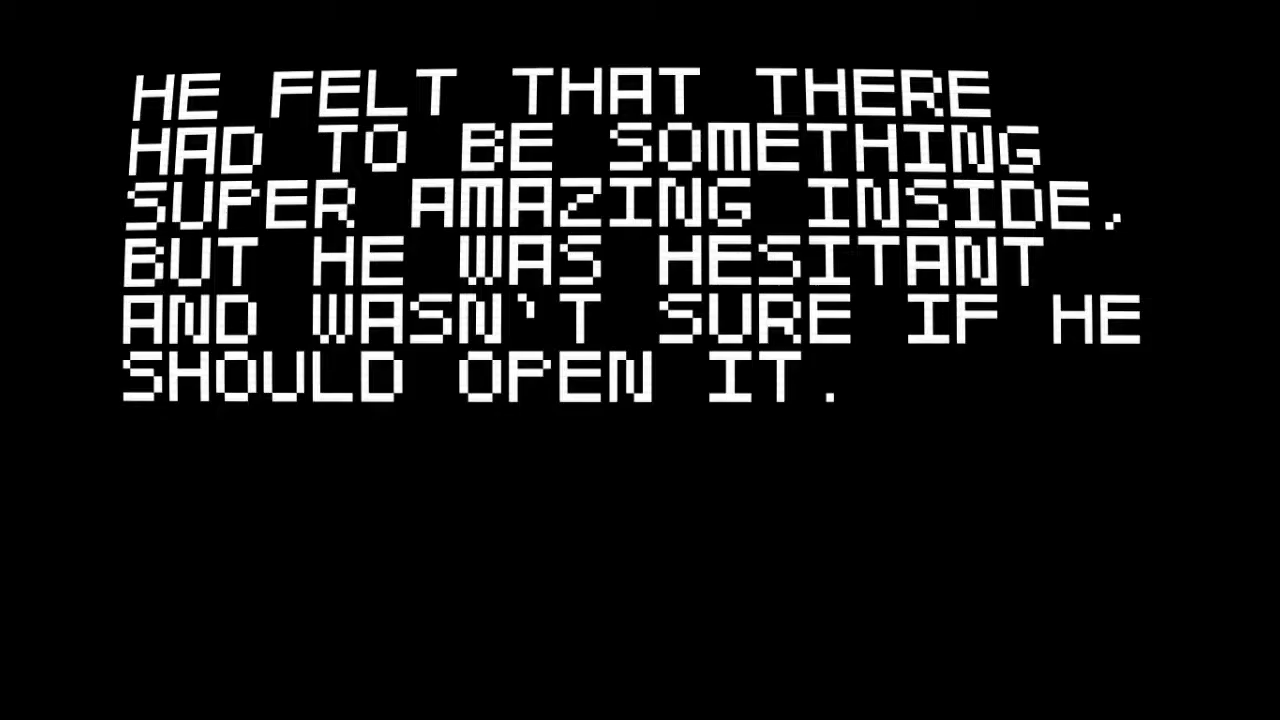 HE FELT THAT THERE
HAD TO BE SOMETHING
SUPER AMAZING INSIDE,
BUT HE WAS HESITANT
AND WASN'T SURE IF HE
SHOULD OPEN IT.